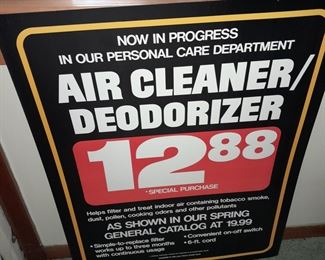 NOW IN PROGRESS
IN OUR PERSONAL CARE DEPARTMENT
AIR CLEANER/
DEODORIZER
12 88
*SPECIAL PURCHASE
Helps filter and treat indoor air containing tobacco smoke,
dust, pollen, cooking odors and other pollutants
AS SHOWN IN OUR SPRING
GENERAL CATALOG AT 19.99
•Simple-to-replace filter works up to three months with continuous usage
•Convenient on-off switch
•6-ft. cord